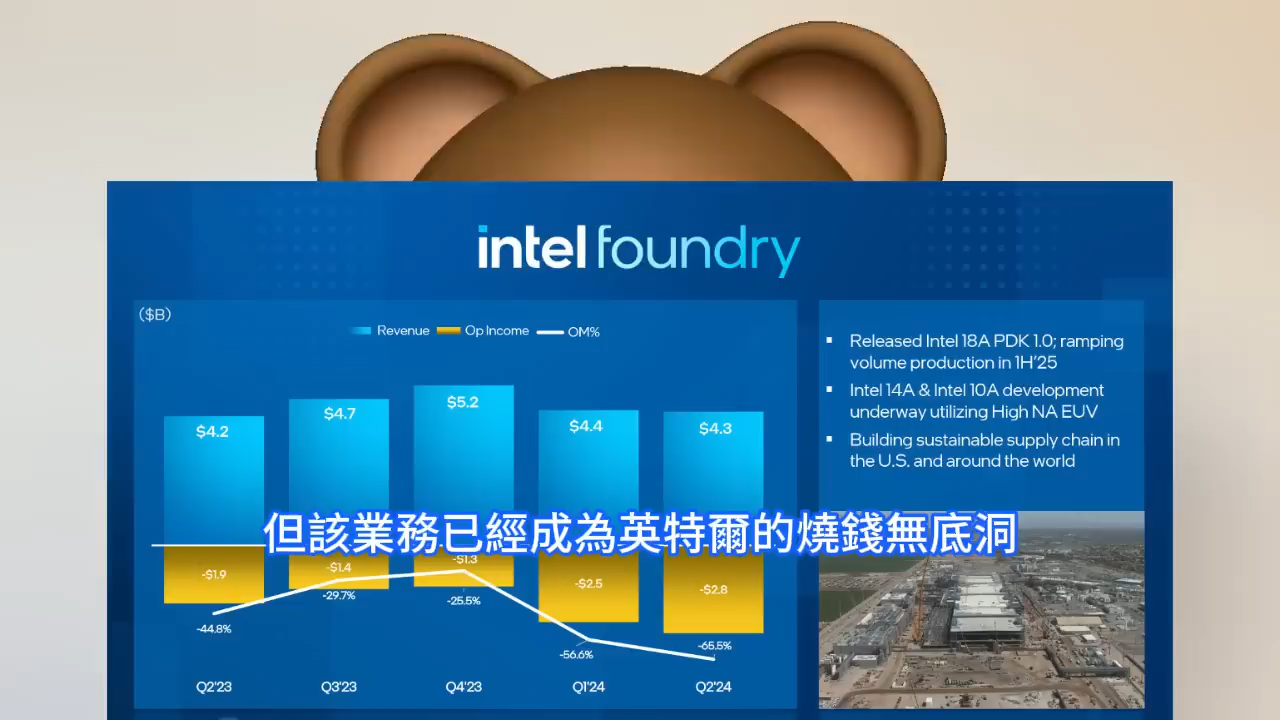 intel foundry
($B)
Revenue Op Income OM%
$4.2
$4.7
$5.2
$4.4
$4.3
-$1.9
-$1.4
-$1.3
-$2.5
-$2.8
-44.8%
-29.7%
-25.5%
-56.6%
-65.5%
Q2'23 Q3'23 Q4'23 Q1'24 Q2'24
▪ Released Intel 18A PDK 1.0; ramping
volume production in 1H'25
▪ Intel 14A & Intel 10A development
underway utilizing High NA EUV
▪ Building sustainable supply chain in
the U.S. and around the world
但該業務已經成為英特爾的燒錢無底洞